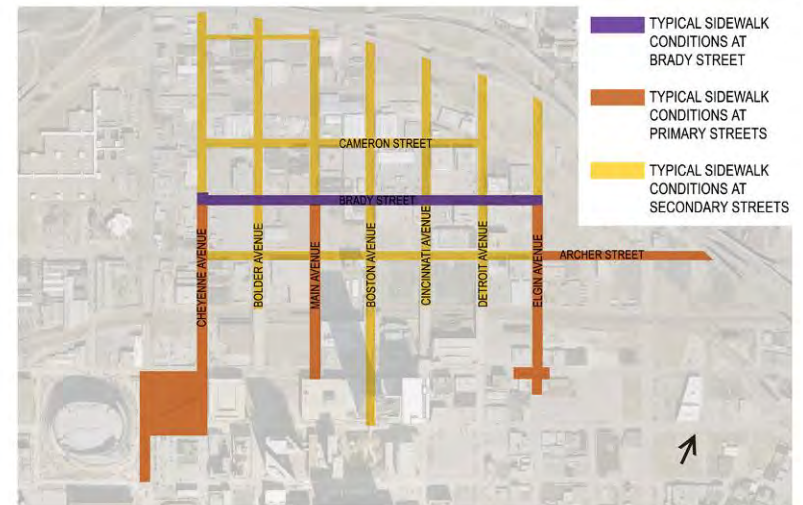 TYPICAL SIDEWALK
CONDITIONS AT
BRADY STREET
TYPICAL SIDEWALK
CONDITIONS AT
PRIMARY STREETS
TYPICAL SIDEWALK
CONDITIONS AT
SECONDARY STREETS
CAMERON STREET
BRADY STREET
ARCHER STREET
CHEYENNE AVENUE
BOLDER AVENUE
MAIN AVENUE
BOSTON AVENUE
CINCINNATI AVENUE
DETROIT AVENUE
ELGIN AVENUE